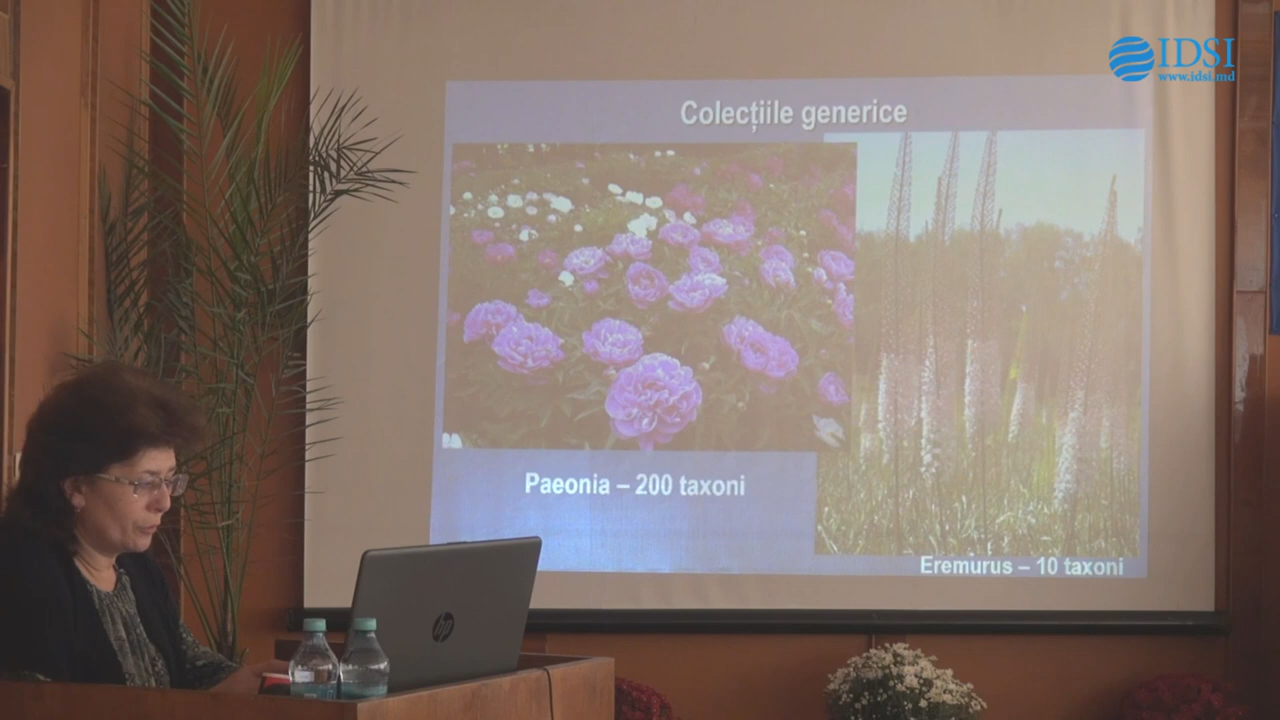 IDSI
www.idsi.md
Colecțiile generice
Paeonia – 200 taxoni
Eremurus – 10 taxoni
hp